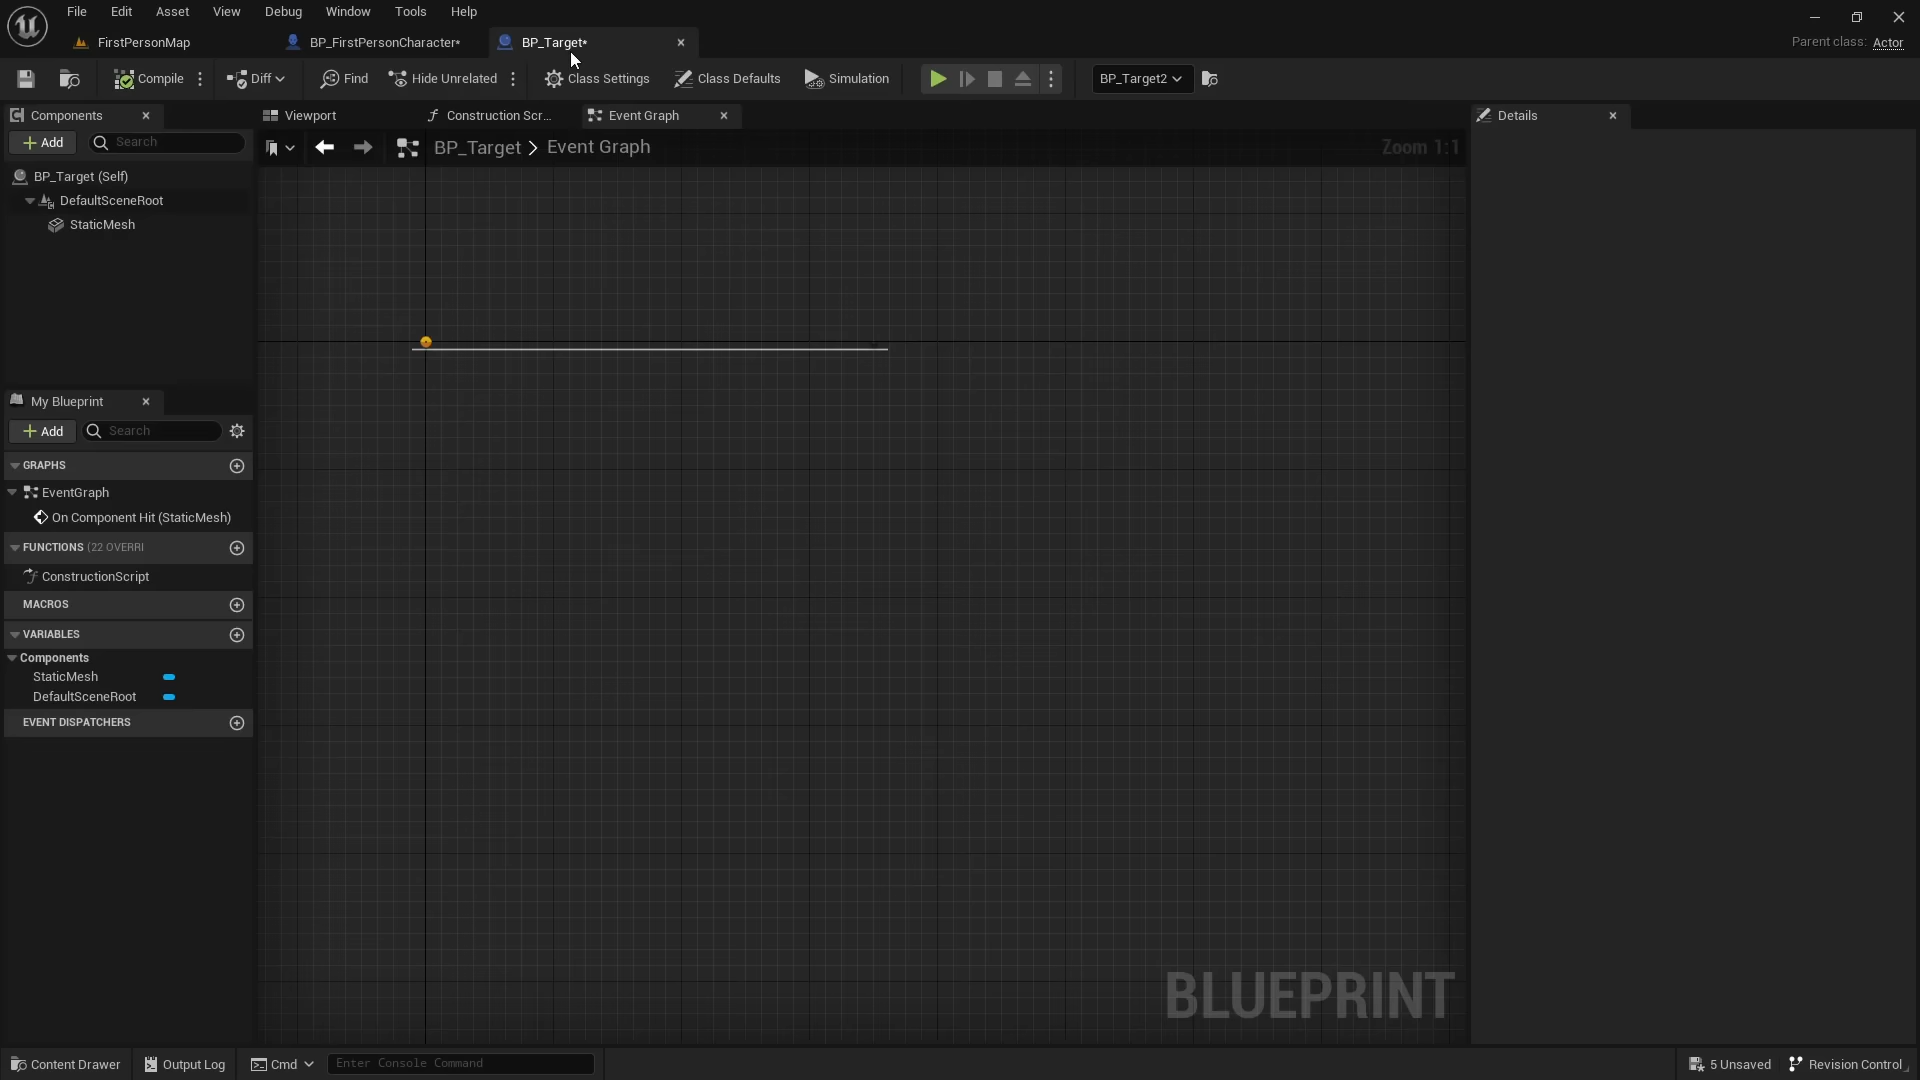 File Edit Asset View Debug Window Tools Help
FirstPersonMap BP_FirstPersonCharacter* BP_Target*
Parent class: Actor
Compile Diff Find Hide Unrelated Class Settings Class Defaults Simulation BP_Target2
Components Viewport Construction Scr... Event Graph Details
Add Search BP_Target > Event Graph Zoom 1:1
BP_Target (Self)
DefaultSceneRoot
StaticMesh
My Blueprint
Add Search
GRAPHS
EventGraph
On Component Hit (StaticMesh)
FUNCTIONS (22 OVERRI
ConstructionScript
MACROS
VARIABLES
Components
StaticMesh
DefaultSceneRoot
EVENT DISPATCHERS
BLUEPRINT
Content Drawer Output Log Cmd Enter Console Command 5 Unsaved Revision Control